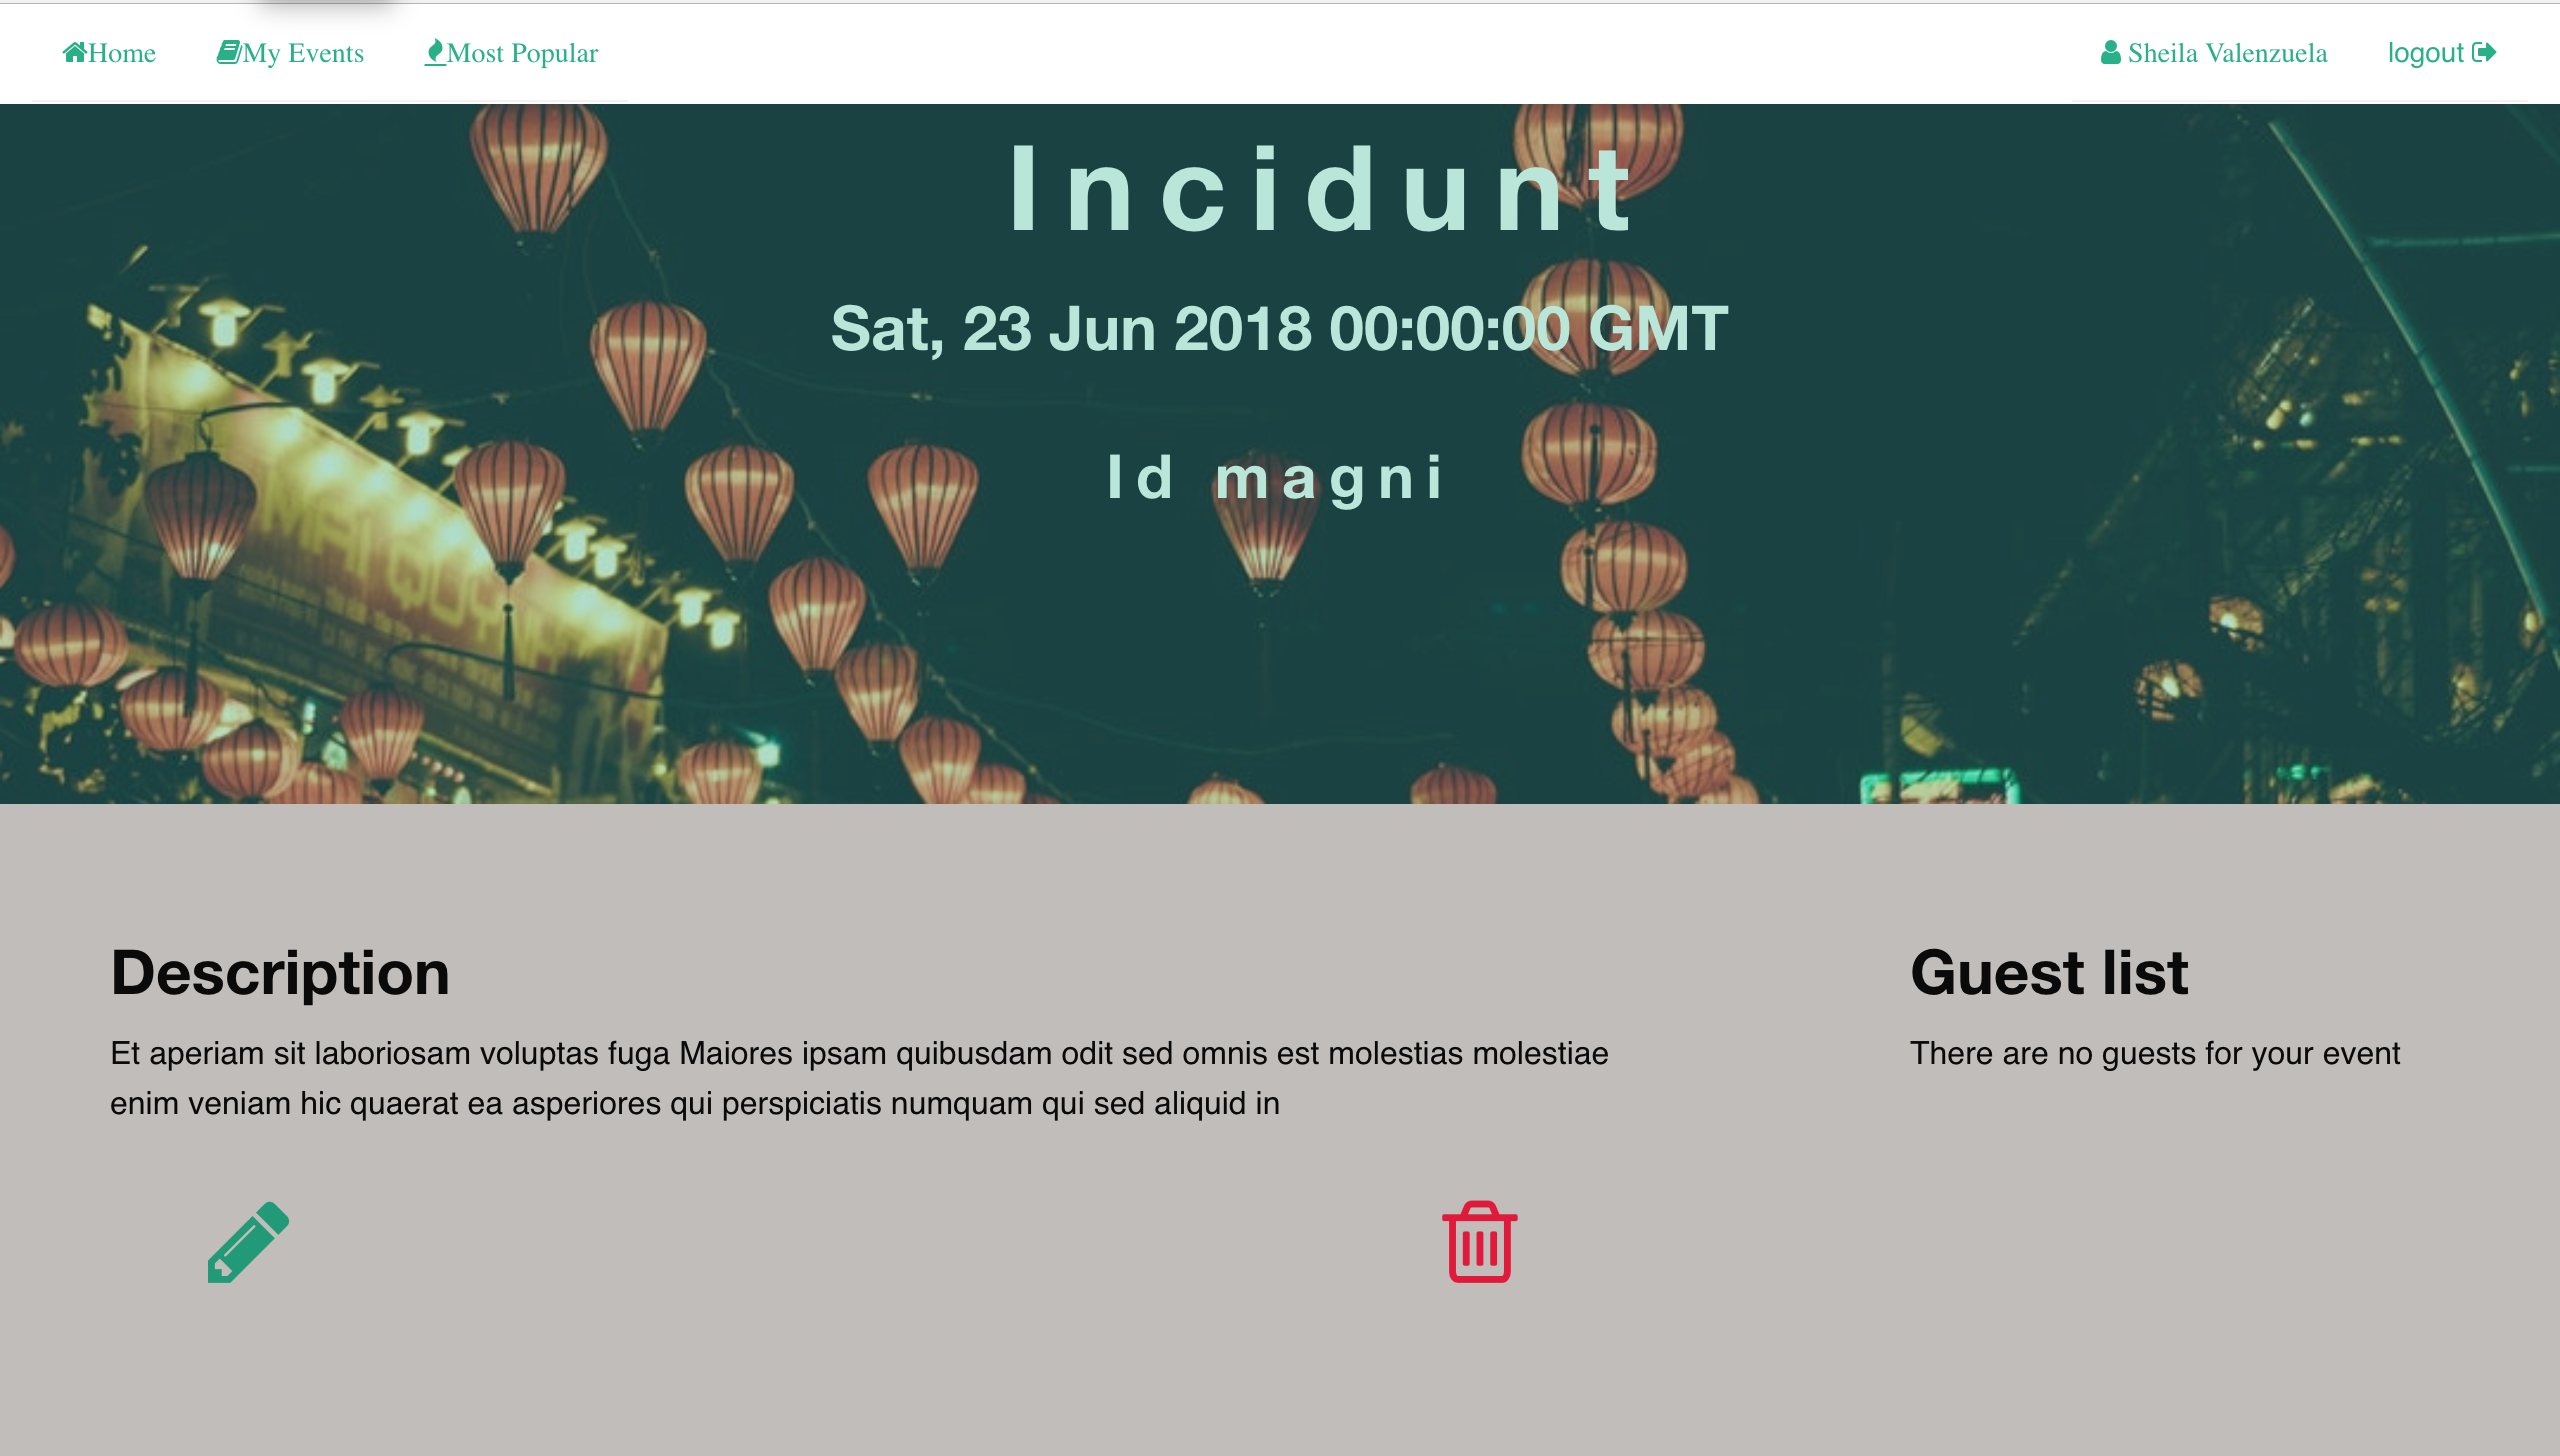 Home My Events Most Popular Sheila Valenzuela logout
Incidunt
Sat, 23 Jun 2018 00:00:00 GMT
Id magni
Description
Et aperiam sit laboriosam voluptas fuga Maiores ipsam quibusdam odit sed omnis est molestias molestiae
enim veniam hic quaerat ea asperiores qui perspiciatis numquam qui sed aliquid in
Guest list
There are no guests for your event